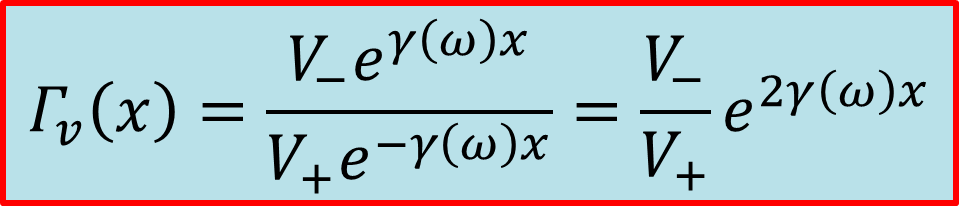 Γᵥ(x) = V₋e^{γ(ω)x} / V₊e^{−γ(ω)x} = V₋ / V₊ e^{2γ(ω)x}